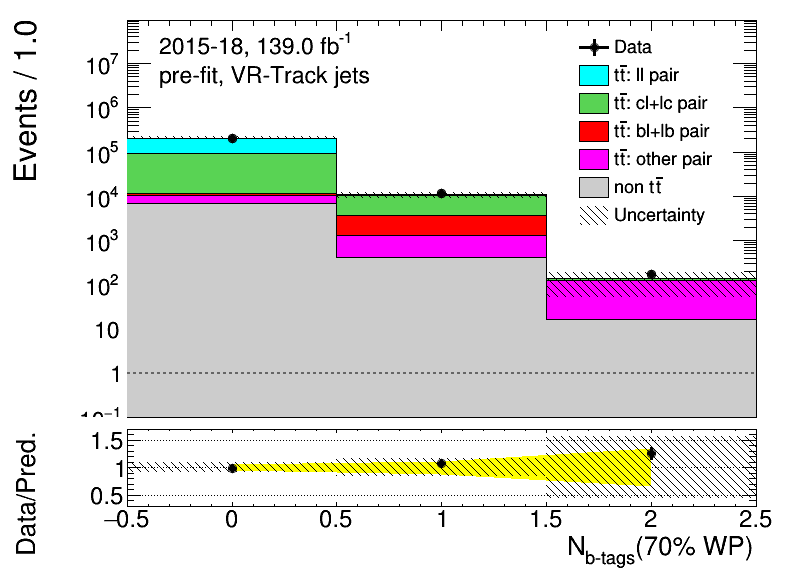 Events / 1.0
2015-18, 139.0 fb⁻¹
pre-fit, VR-Track jets
Data
tt̄: ll pair
tt̄: cl+lc pair
tt̄: bl+lb pair
tt̄: other pair
non tt̄
Uncertainty
10⁷
10⁶
10⁵
10⁴
10³
10²
10
1
10⁻¹
Data/Pred.
1.5
1
0.5
−0.5 0 0.5 1 1.5 2 2.5
N_b-tags(70% WP)